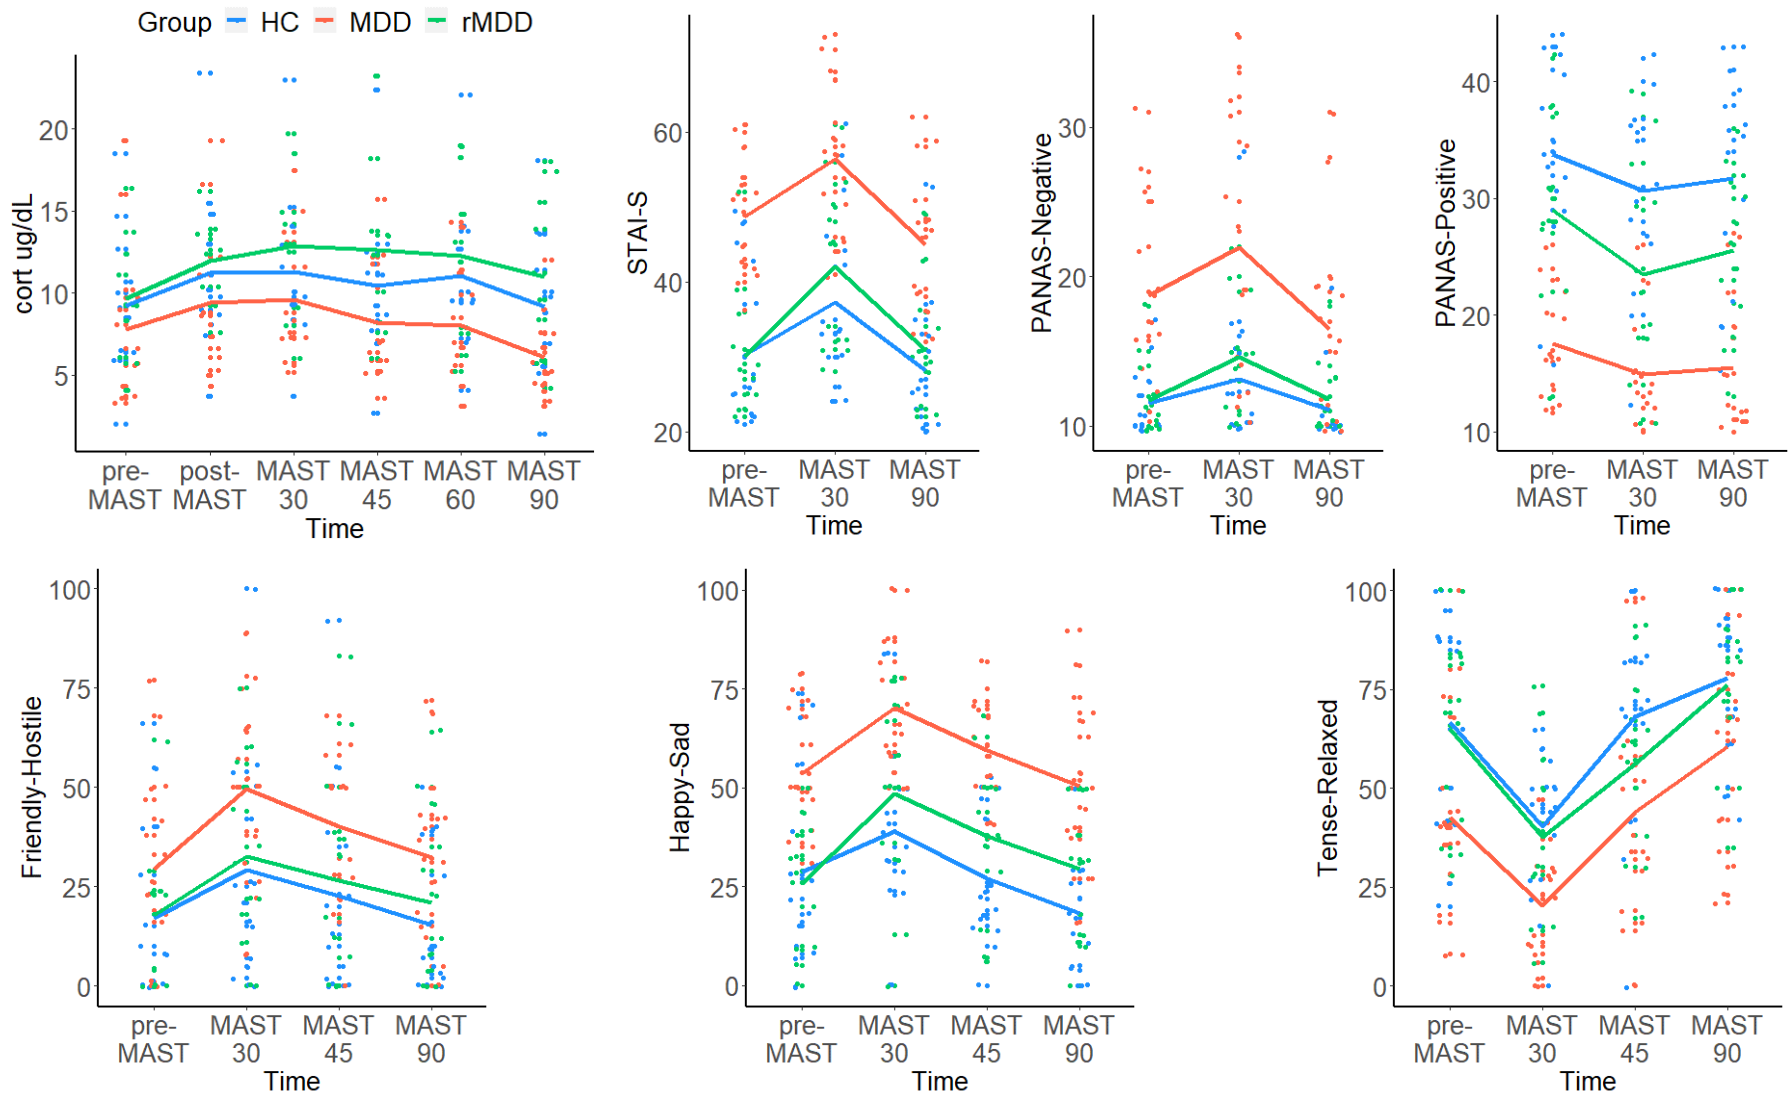 Group HC MDD rMDD
cort ug/dL
20
15
10
5
pre-MAST post-MAST MAST 30 MAST 45 MAST 60 MAST 90
Time
STAI-S
60
40
20
pre-MAST MAST 30 MAST 90
Time
PANAS-Negative
30
20
10
pre-MAST MAST 30 MAST 90
Time
PANAS-Positive
40
30
20
10
pre-MAST MAST 30 MAST 90
Time
Friendly-Hostile
100
75
50
25
0
pre-MAST MAST 30 MAST 45 MAST 90
Time
Happy-Sad
100
75
50
25
0
pre-MAST MAST 30 MAST 45 MAST 90
Time
Tense-Relaxed
100
75
50
25
0
pre-MAST MAST 30 MAST 45 MAST 90
Time